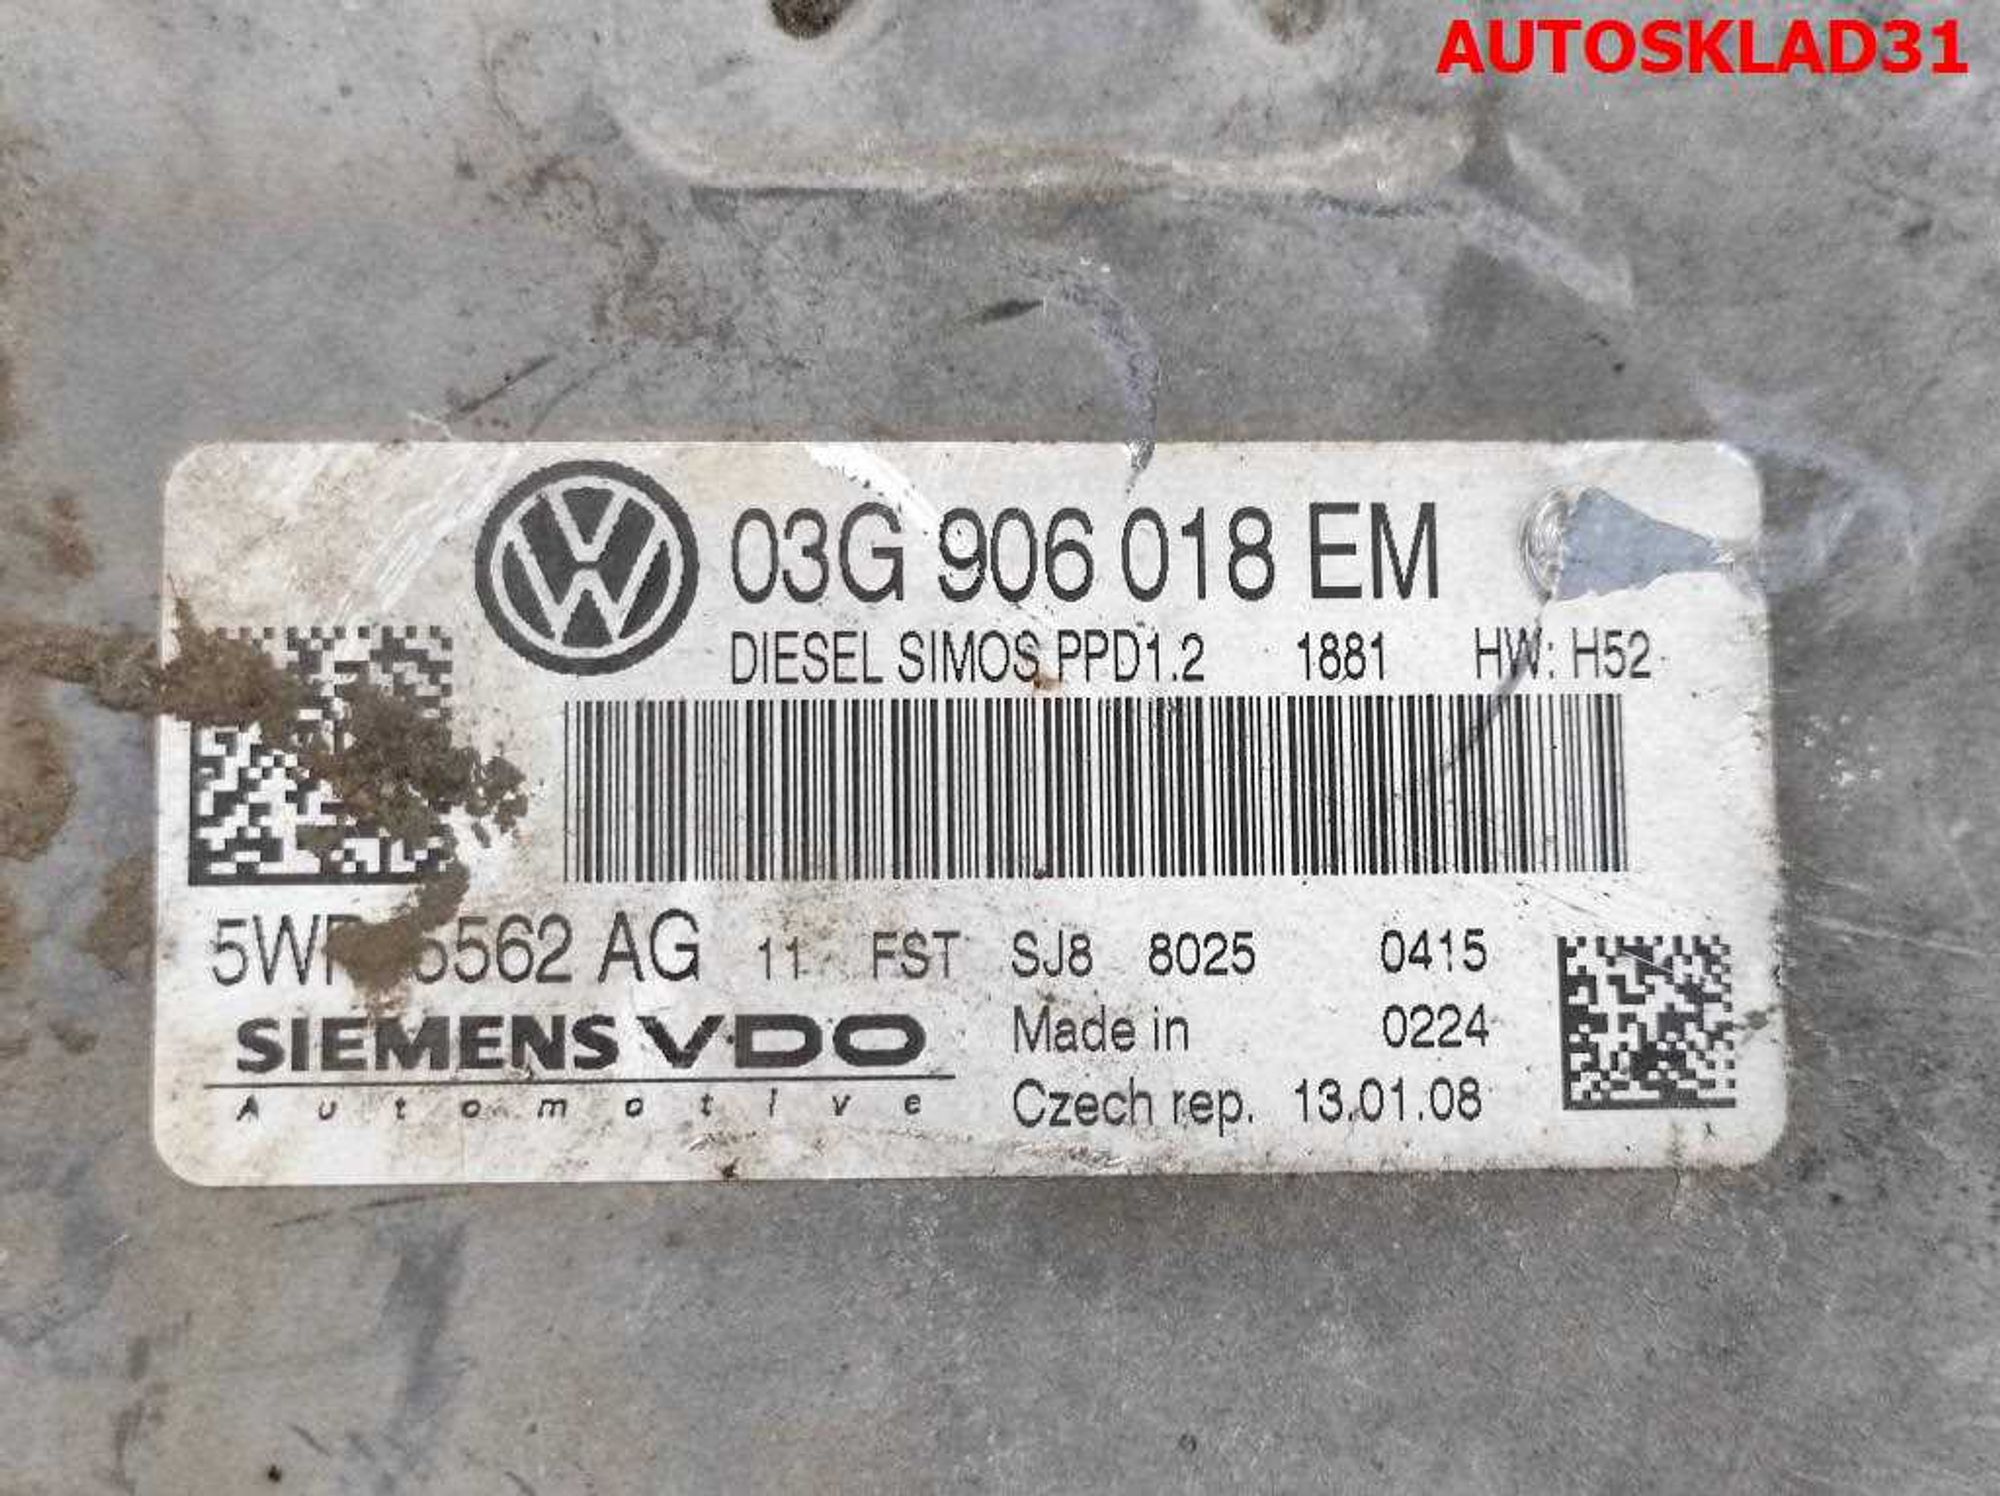 AUTOSKLAD31
03G 906 018 EM
DIESEL SIMOS PPD1.2 1881 HW: H52
5562 AG 11 FST SJ8 8025 0415
SIEMENS VDO Made in 0224
Automotive Czech rep. 13.01.08